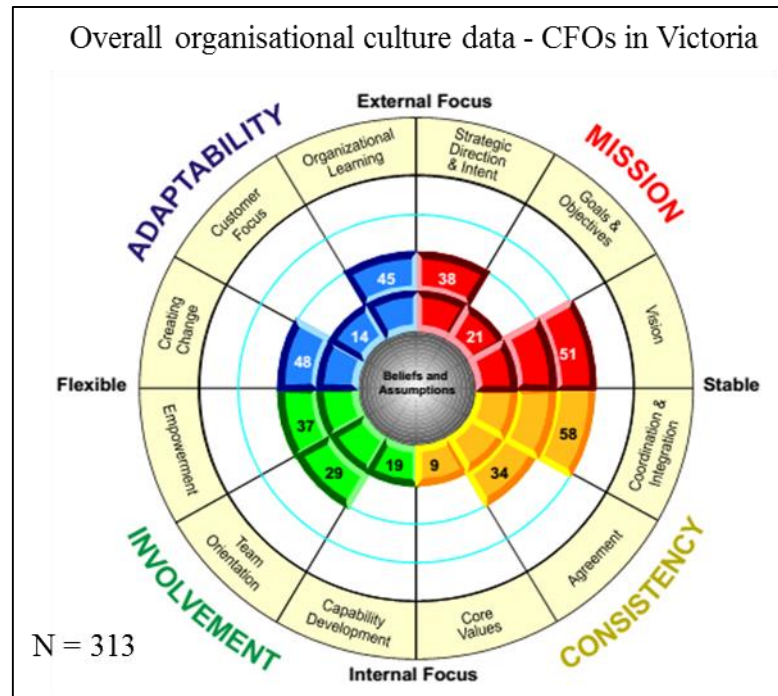 Overall organisational culture data - CFOs in Victoria
External Focus
ADAPTABILITY
MISSION
Organizational
Learning
Strategic
Direction
& Intent
Customer
Focus
Goals &
Objectives
Creating
Change
Vision
45
38
14
21
48
51
Flexible
Beliefs and
Assumptions
Stable
37
58
29
19
9
34
Empowerment
Coordination &
Integration
Team
Orientation
Agreement
Capability
Development
Core
Values
INVOLVEMENT
CONSISTENCY
N = 313
Internal Focus